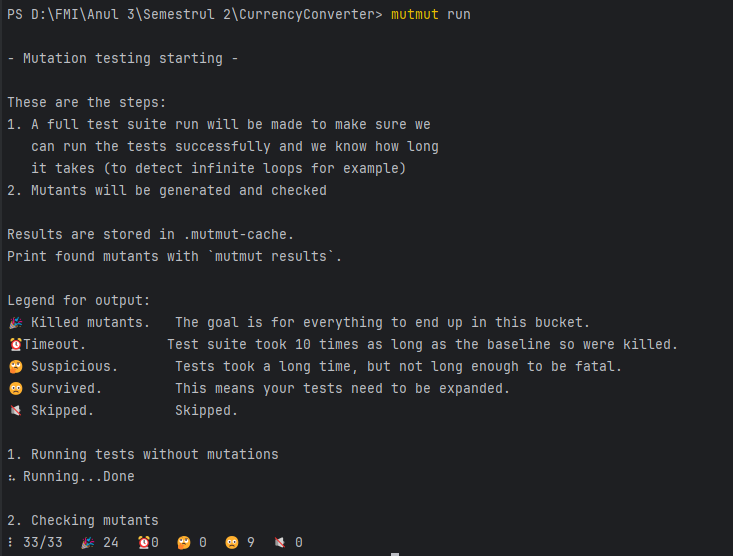 PS D:\FMI\Anul 3\Semestrul 2\CurrencyConverter> mutmut run
- Mutation testing starting -
These are the steps:
1. A full test suite run will be made to make sure we
can run the tests successfully and we know how long
it takes (to detect infinite loops for example)
2. Mutants will be generated and checked
Results are stored in .mutmut-cache.
Print found mutants with `mutmut results`.
Legend for output:
🎉 Killed mutants.   The goal is for everything to end up in this bucket.
⏰Timeout.          Test suite took 10 times as long as the baseline so were killed.
🤔 Suspicious.       Tests took a long time, but not long enough to be fatal.
🙁 Survived.         This means your tests need to be expanded.
🔇 Skipped.          Skipped.
1. Running tests without mutations
⠦ Running...Done
2. Checking mutants
⠇ 33/33  🎉 24  ⏰0  🤔 0  🙁 9  🔇 0